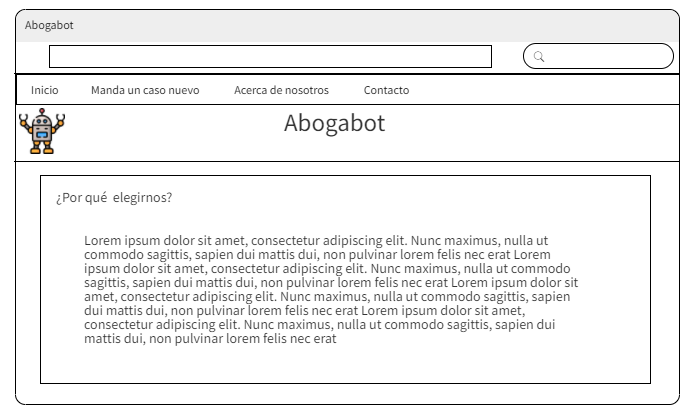 Abogabot
Inicio
Manda un caso nuevo
Acerca de nosotros
Contacto
Abogabot
¿Por qué elegirnos?
Lorem ipsum dolor sit amet, consectetur adipiscing elit. Nunc maximus, nulla ut
commodo sagittis, sapien dui mattis dui, non pulvinar lorem felis nec erat Lorem
ipsum dolor sit amet, consectetur adipiscing elit. Nunc maximus, nulla ut commodo
sagittis, sapien dui mattis dui, non pulvinar lorem felis nec erat Lorem ipsum dolor sit
amet, consectetur adipiscing elit. Nunc maximus, nulla ut commodo sagittis, sapien
dui mattis dui, non pulvinar lorem felis nec erat Lorem ipsum dolor sit amet,
consectetur adipiscing elit. Nunc maximus, nulla ut commodo sagittis, sapien dui
mattis dui, non pulvinar lorem felis nec erat